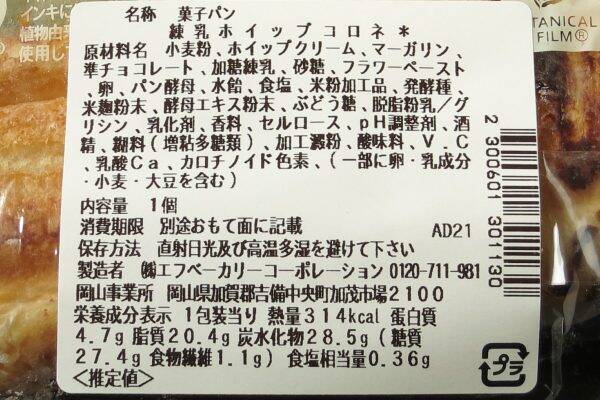 インキに
植物由来
使用して
TANICAL
FILM®
名称 菓子パン
練乳ホイップコロネ*
原材料名 小麦粉、ホイップクリーム、マーガリン、
準チョコレート、加糖練乳、砂糖、フラワーペースト
、卵、パン酵母、水飴、食塩、米粉加工品、発酵種、
米麹粉末、酵母エキス粉末、ぶどう糖、脱脂粉乳/グ
リシン、乳化剤、香料、セルロース、pH調整剤、酒
精、糊料(増粘多糖類)、加工澱粉、酸味料、V.C
、乳酸Ca、カロチノイド色素、(一部に卵・乳成分
・小麦・大豆を含む)
内容量 1個
消費期限 別途おもて面に記載 AD21
保存方法 直射日光及び高温多湿を避けて下さい
製造者 ㈱エフベーカリーコーポレーション 0120-711-981
岡山事業所 岡山県加賀郡吉備中央町加茂市場2100
栄養成分表示 1包装当り 熱量314kcal 蛋白質
4.7g 脂質20.4g 炭水化物28.5g(糖質
27.4g 食物繊維1.1g) 食塩相当量0.36g
<推定値>
プラ
2 300601 301130